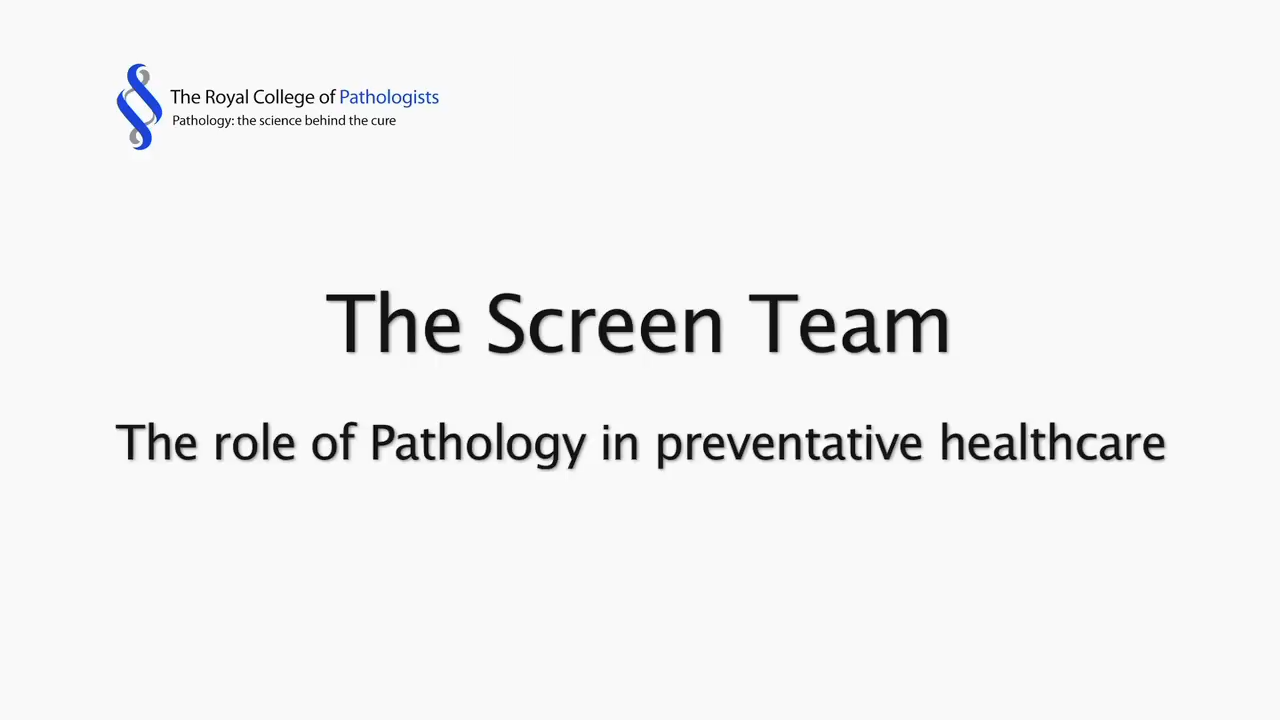 The Royal College of Pathologists
Pathology: the science behind the cure
The Screen Team
The role of Pathology in preventative healthcare